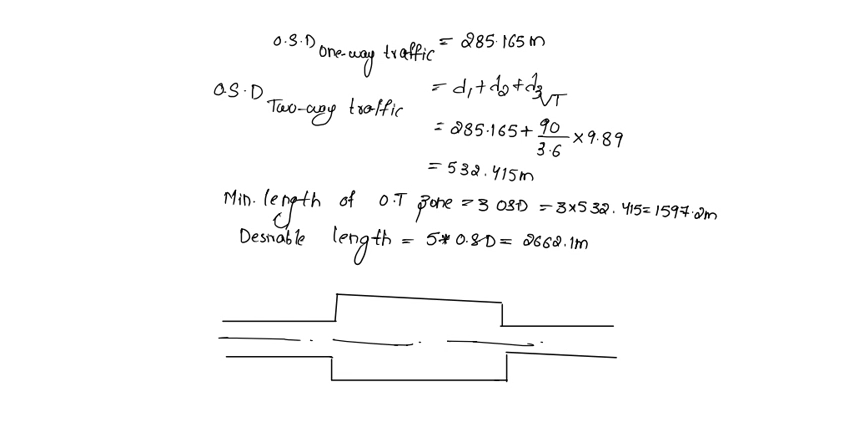 O.S.D One-way traffic = 285.165m
O.S.D Two-way traffic = d1+d2+d3 VT
= 285.165 + 90/3.6 × 9.89
= 532.415m
Min. length of O.T zone = 3 OSD = 3×532.415 = 1597.2m
Desirable length = 5* O.S.D = 2662.1m